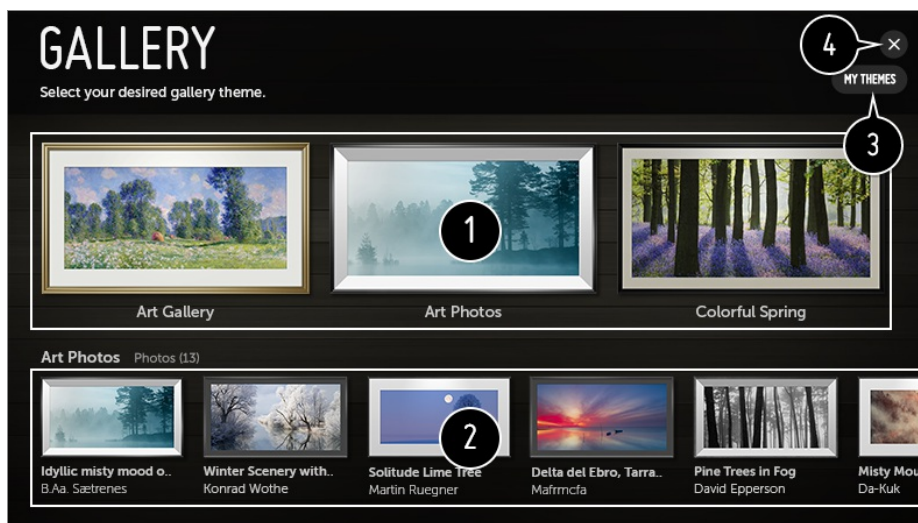 GALLERY
Select your desired gallery theme.
4
MY THEMES
3
1
Art Gallery
Art Photos
Colorful Spring
Art Photos Photos (13)
2
Idyllic misty mood o..
B.Aa. Sætrenes
Winter Scenery with..
Konrad Wothe
Solitude Lime Tree
Martin Ruegner
Delta del Ebro, Tarra..
Mafrmcfa
Pine Trees in Fog
David Epperson
Misty Mou
Da-Kuk